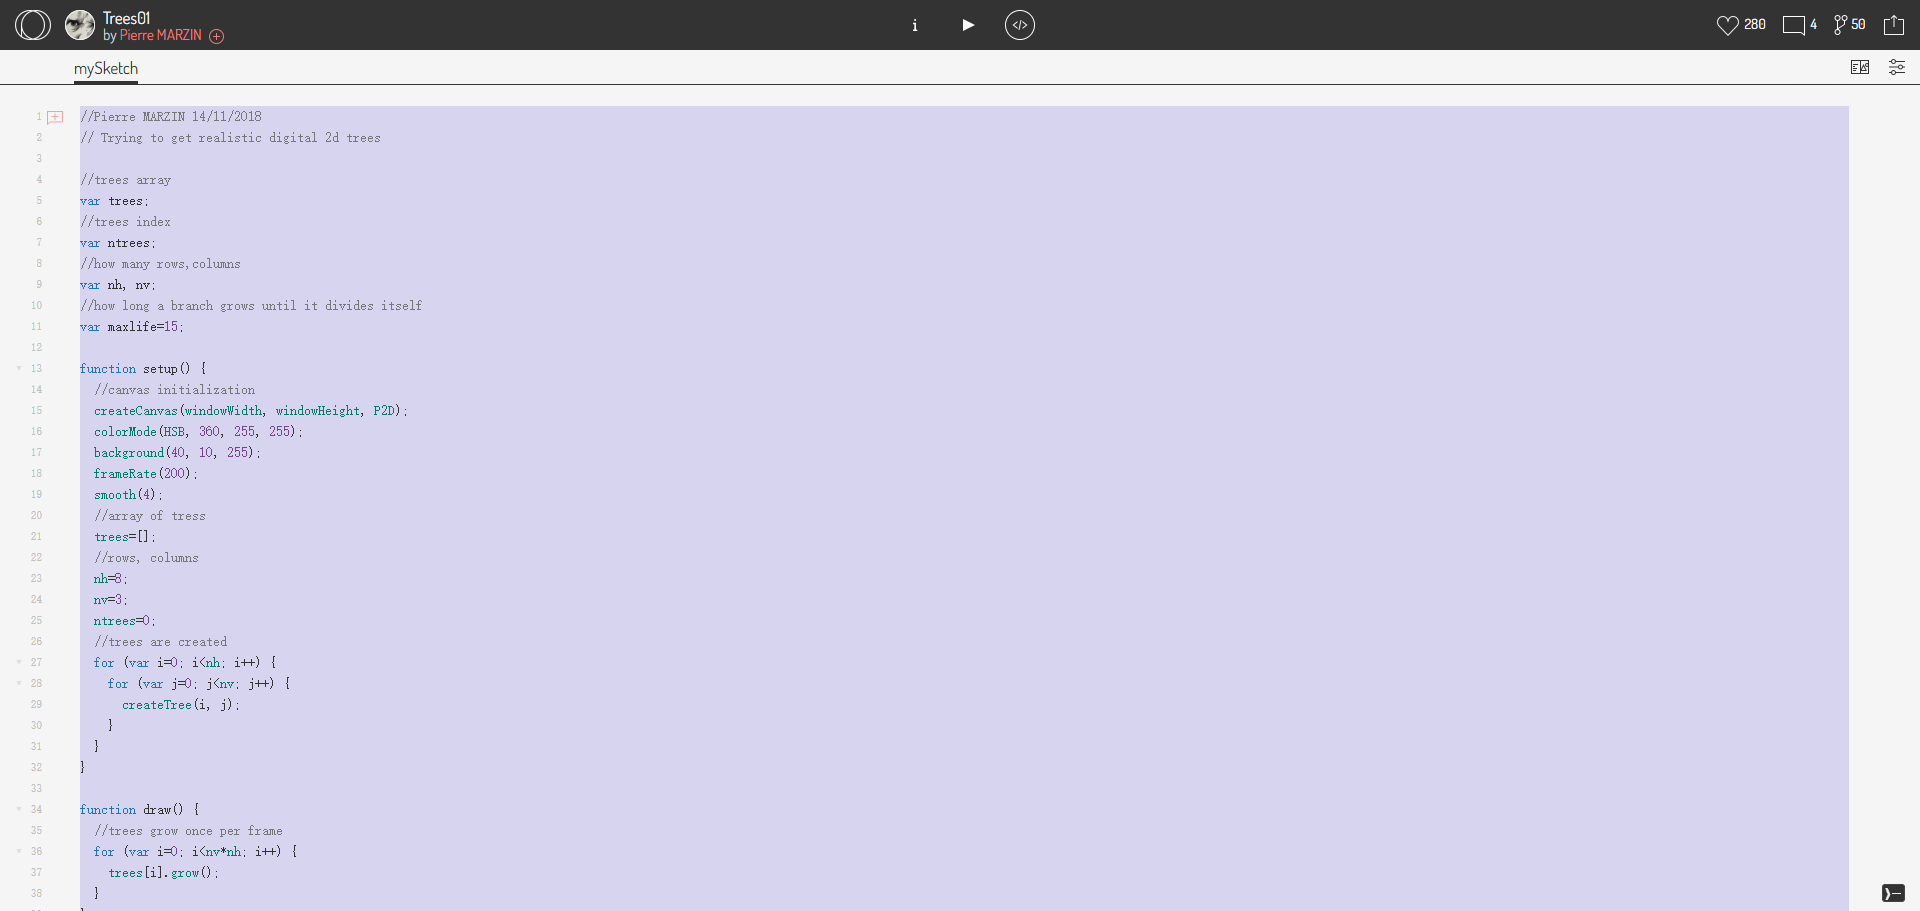 Trees01
by Pierre MARZIN
280
4
50
mySketch
1 //Pierre MARZIN 14/11/2018
2 // Trying to get realistic digital 2d trees
3
4 //trees array
5 var trees;
6 //trees index
7 var ntrees;
8 //how many rows,columns
9 var nh, nv;
10 //how long a branch grows until it divides itself
11 var maxlife=15;
12
13 function setup() {
14 //canvas initialization
15 createCanvas(windowWidth, windowHeight, P2D);
16 colorMode(HSB, 360, 255, 255);
17 background(40, 10, 255);
18 frameRate(200);
19 smooth(4);
20 //array of tress
21 trees=[];
22 //rows, columns
23 nh=8;
24 nv=3;
25 ntrees=0;
26 //trees are created
27 for (var i=0; i<nh; i++) {
28 for (var j=0; j<nv; j++) {
29 createTree(i, j);
30 }
31 }
32 }
33
34 function draw() {
35 //trees grow once per frame
36 for (var i=0; i<nv*nh; i++) {
37 trees[i].grow();
38 }